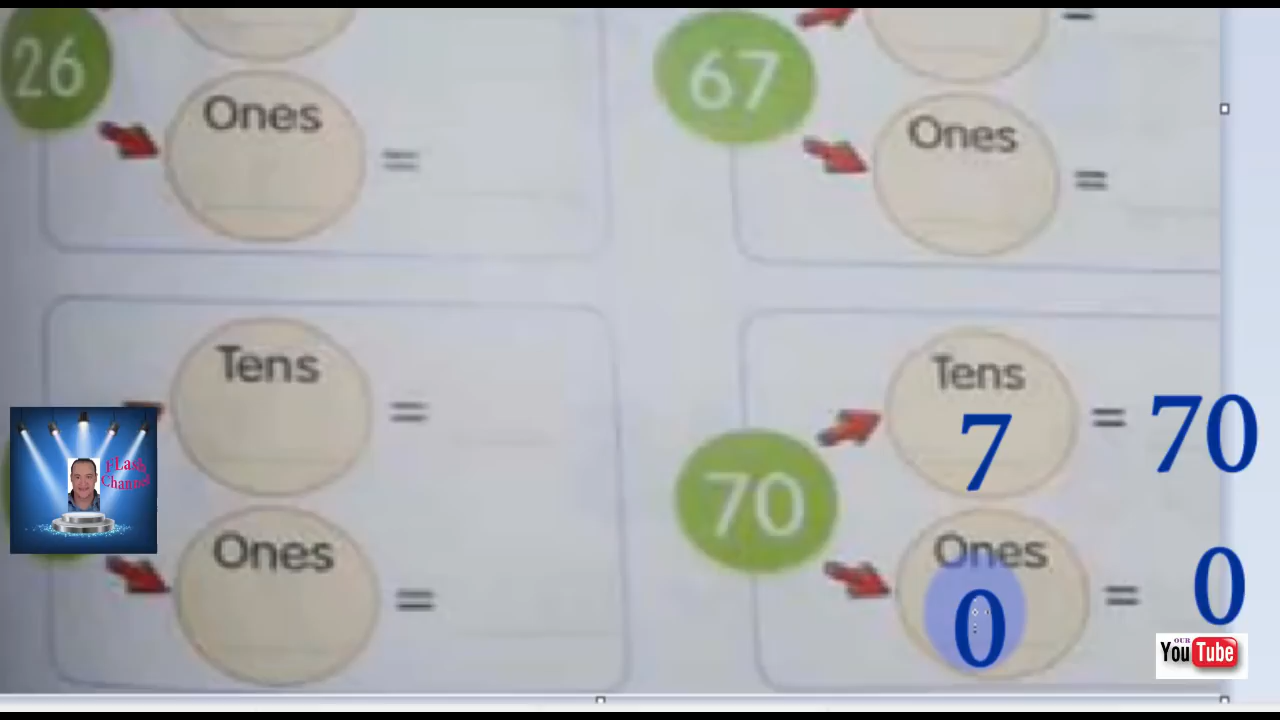 26
Ones
=
67
=
Ones
=
Tens
=
Ones
=
70
Tens
7
= 70
Ones
0
= 0
fLash
Channel
OUR
YouTube